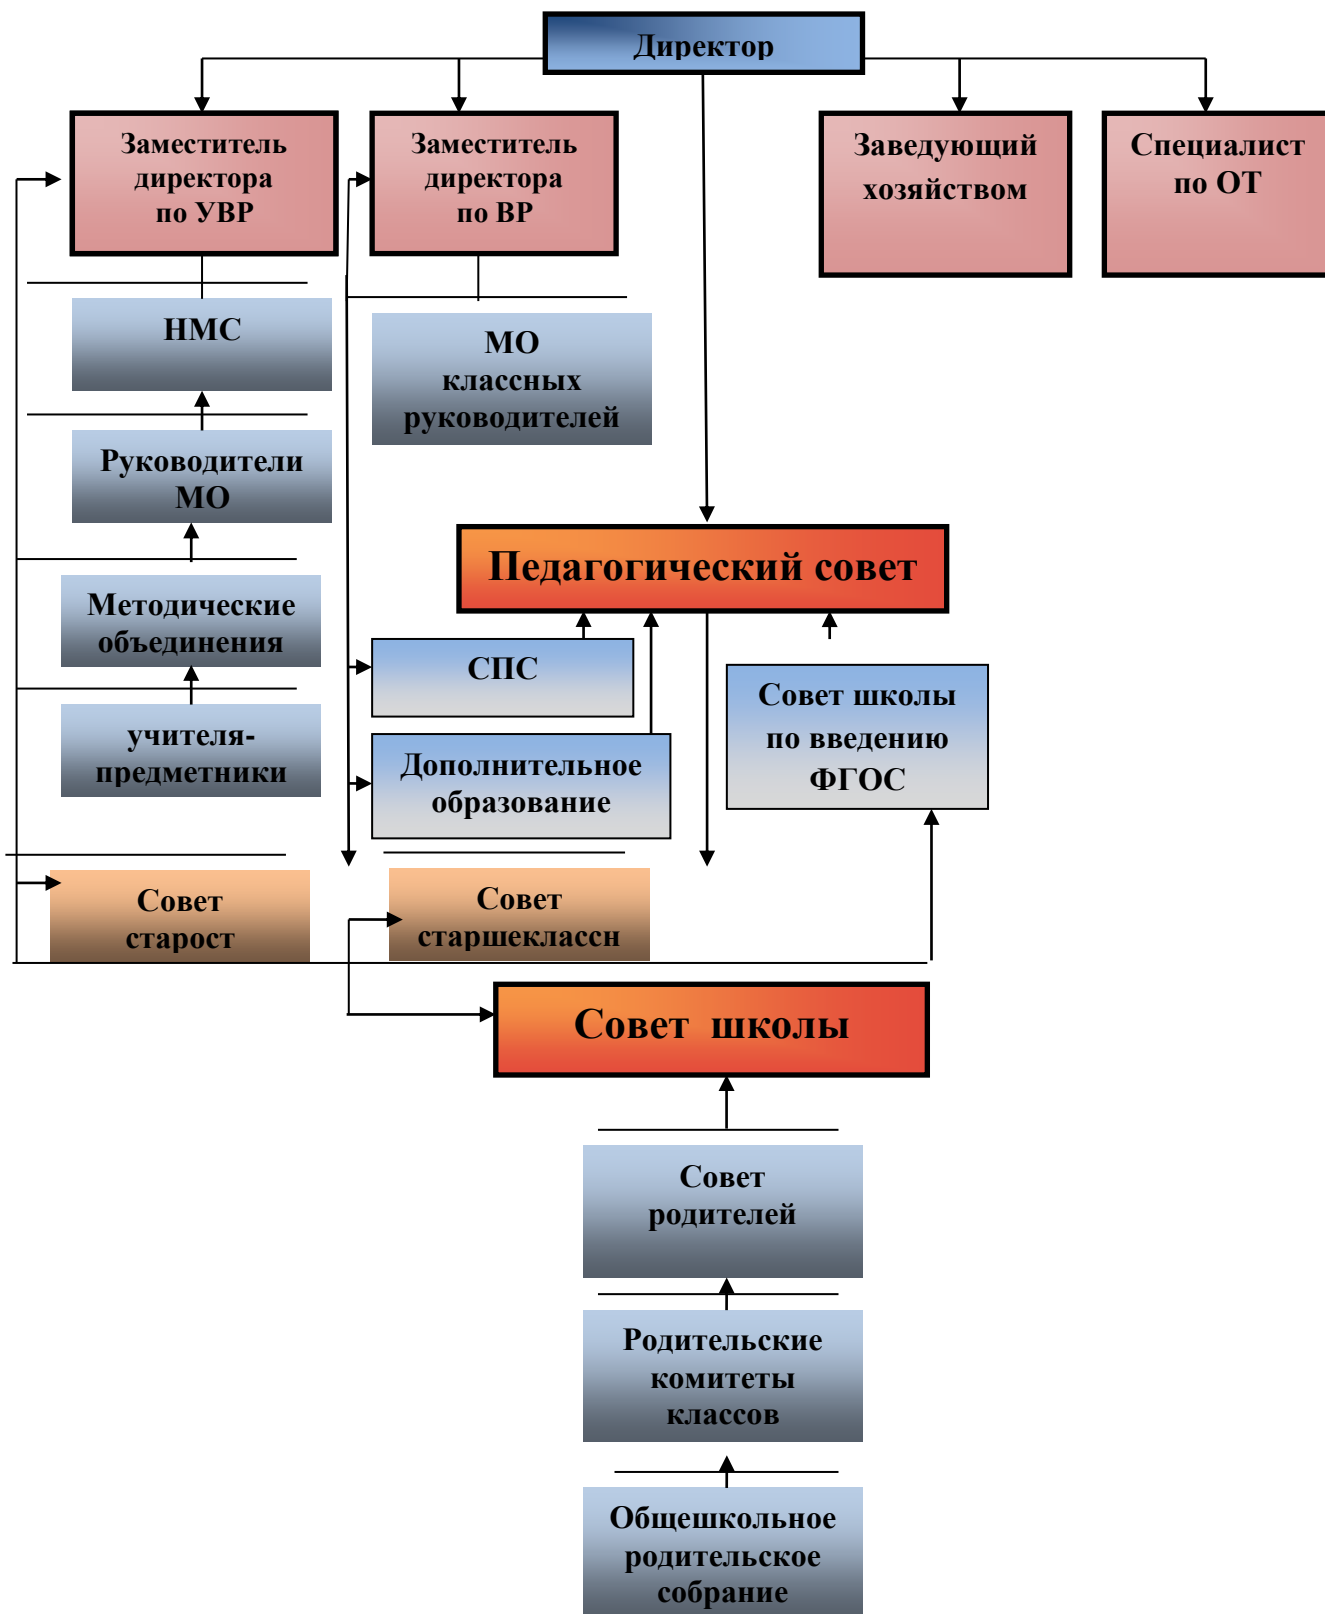 Директор
Заместитель
директора
по УВР
Заместитель
директора
по ВР
Заведующий
хозяйством
Специалист
по ОТ
НМС
МО
классных
руководителей
Руководители
МО
Педагогический совет
Методические
объединения
СПС
Совет школы
по введению
ФГОС
учителя-
предметники
Дополнительное
образование
Совет
старост
Совет
старшеклассн
Совет школы
Совет
родителей
Родительские
комитеты
классов
Общешкольное
родительское
собрание